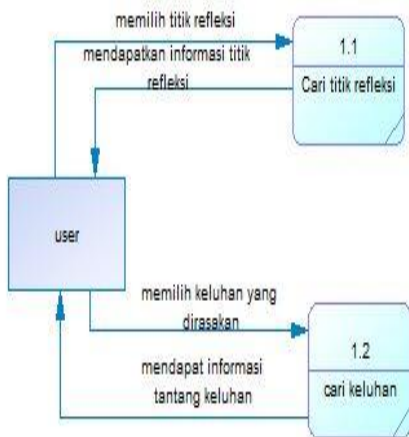 memilih titik refleksi
mendapatkan informasi titik
refleksi
1.1
Cari titik refleksi
user
memilih keluhan yang
dirasakan
1.2
cari keluhan
mendapat informasi
tantang keluhan